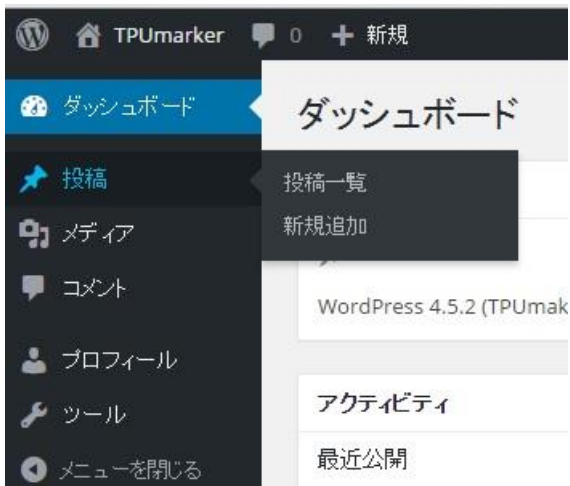 TPUmarker 0 + 新規
ダッシュボード
ダッシュボード
投稿
投稿一覧
新規追加
メディア
コメント
WordPress 4.5.2 (TPUmak
プロフィール
ツール
アクティビティ
メニューを閉じる
最近公開